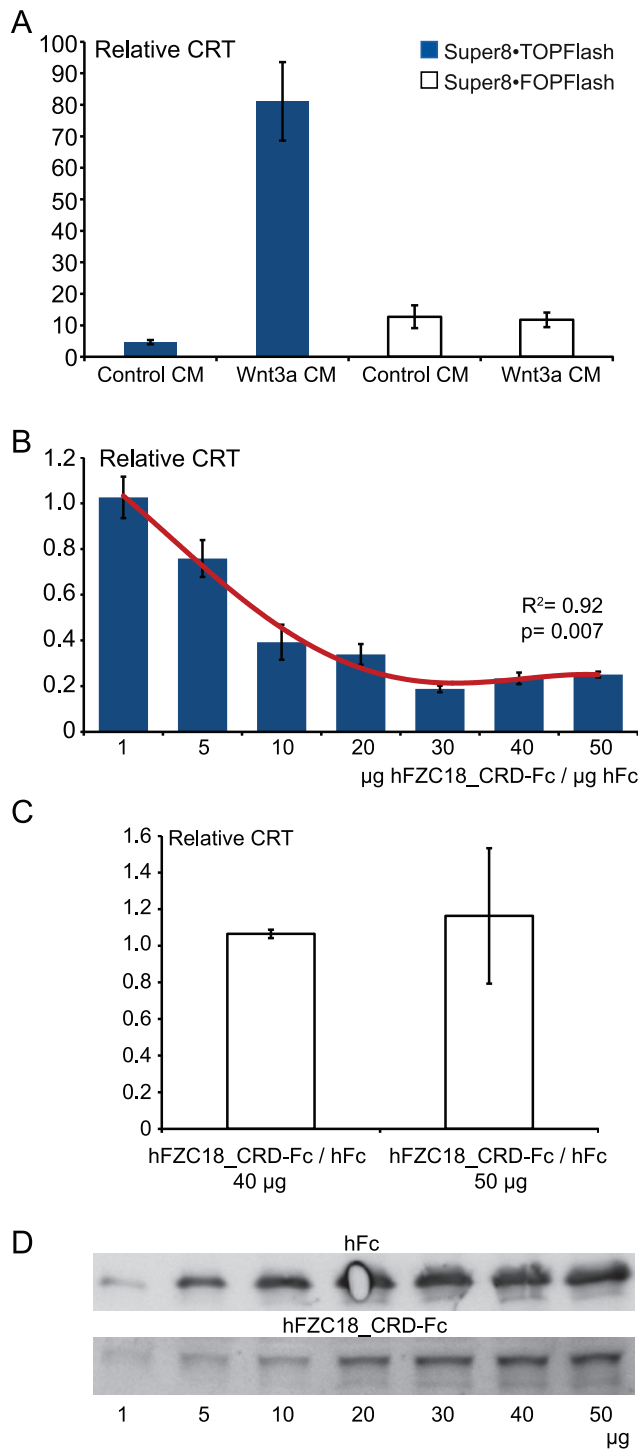 A
Relative CRT
Super8•TOPFlash
Super8•FOPFlash
100
90
80
70
60
50
40
30
20
10
0
Control CM Wnt3a CM Control CM Wnt3a CM
B
Relative CRT
1.2
1.0
0.8
0.6
0.4
0.2
0
R²= 0.92
p= 0.007
1 5 10 20 30 40 50
µg hFZC18_CRD-Fc / µg hFc
C
Relative CRT
1.6
1.4
1.2
1.0
0.8
0.6
0.4
0.2
0
hFZC18_CRD-Fc / hFc hFZC18_CRD-Fc / hFc
40 µg 50 µg
D
hFc
hFZC18_CRD-Fc
1 5 10 20 30 40 50
µg